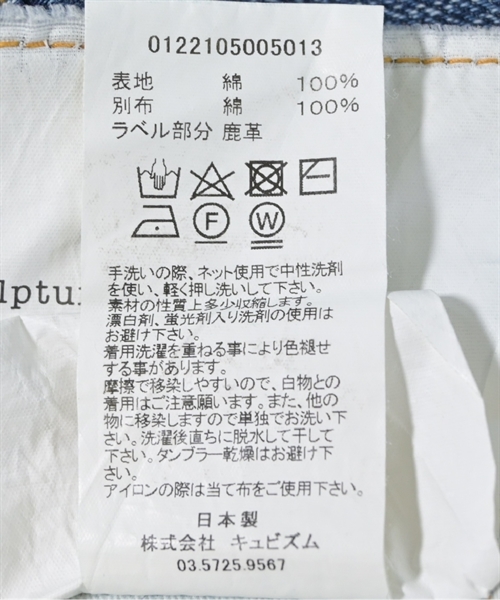 0122105005013
表地 綿 100%
別布 綿 100%
ラベル部分 鹿革
F
W
手洗いの際、ネット使用で中性洗剤
を使い、軽く押し洗いして下さい。
素材の性質上多少収縮します。
漂白剤、蛍光剤入り洗剤の使用は
お避け下さい。
着用洗濯を重ねる事により色褪せ
する事があります。
摩擦で移染しやすいので、白物との
着用はご注意願います。また、他の
物に移染しますので単独でお洗い下
さい。洗濯後直ちに脱水して干して
下さい。タンブラー乾燥はお避け下
さい。
アイロンの際は当て布をご使用下さい。
日本製
株式会社 キュビズム
03.5725.9567
lptu